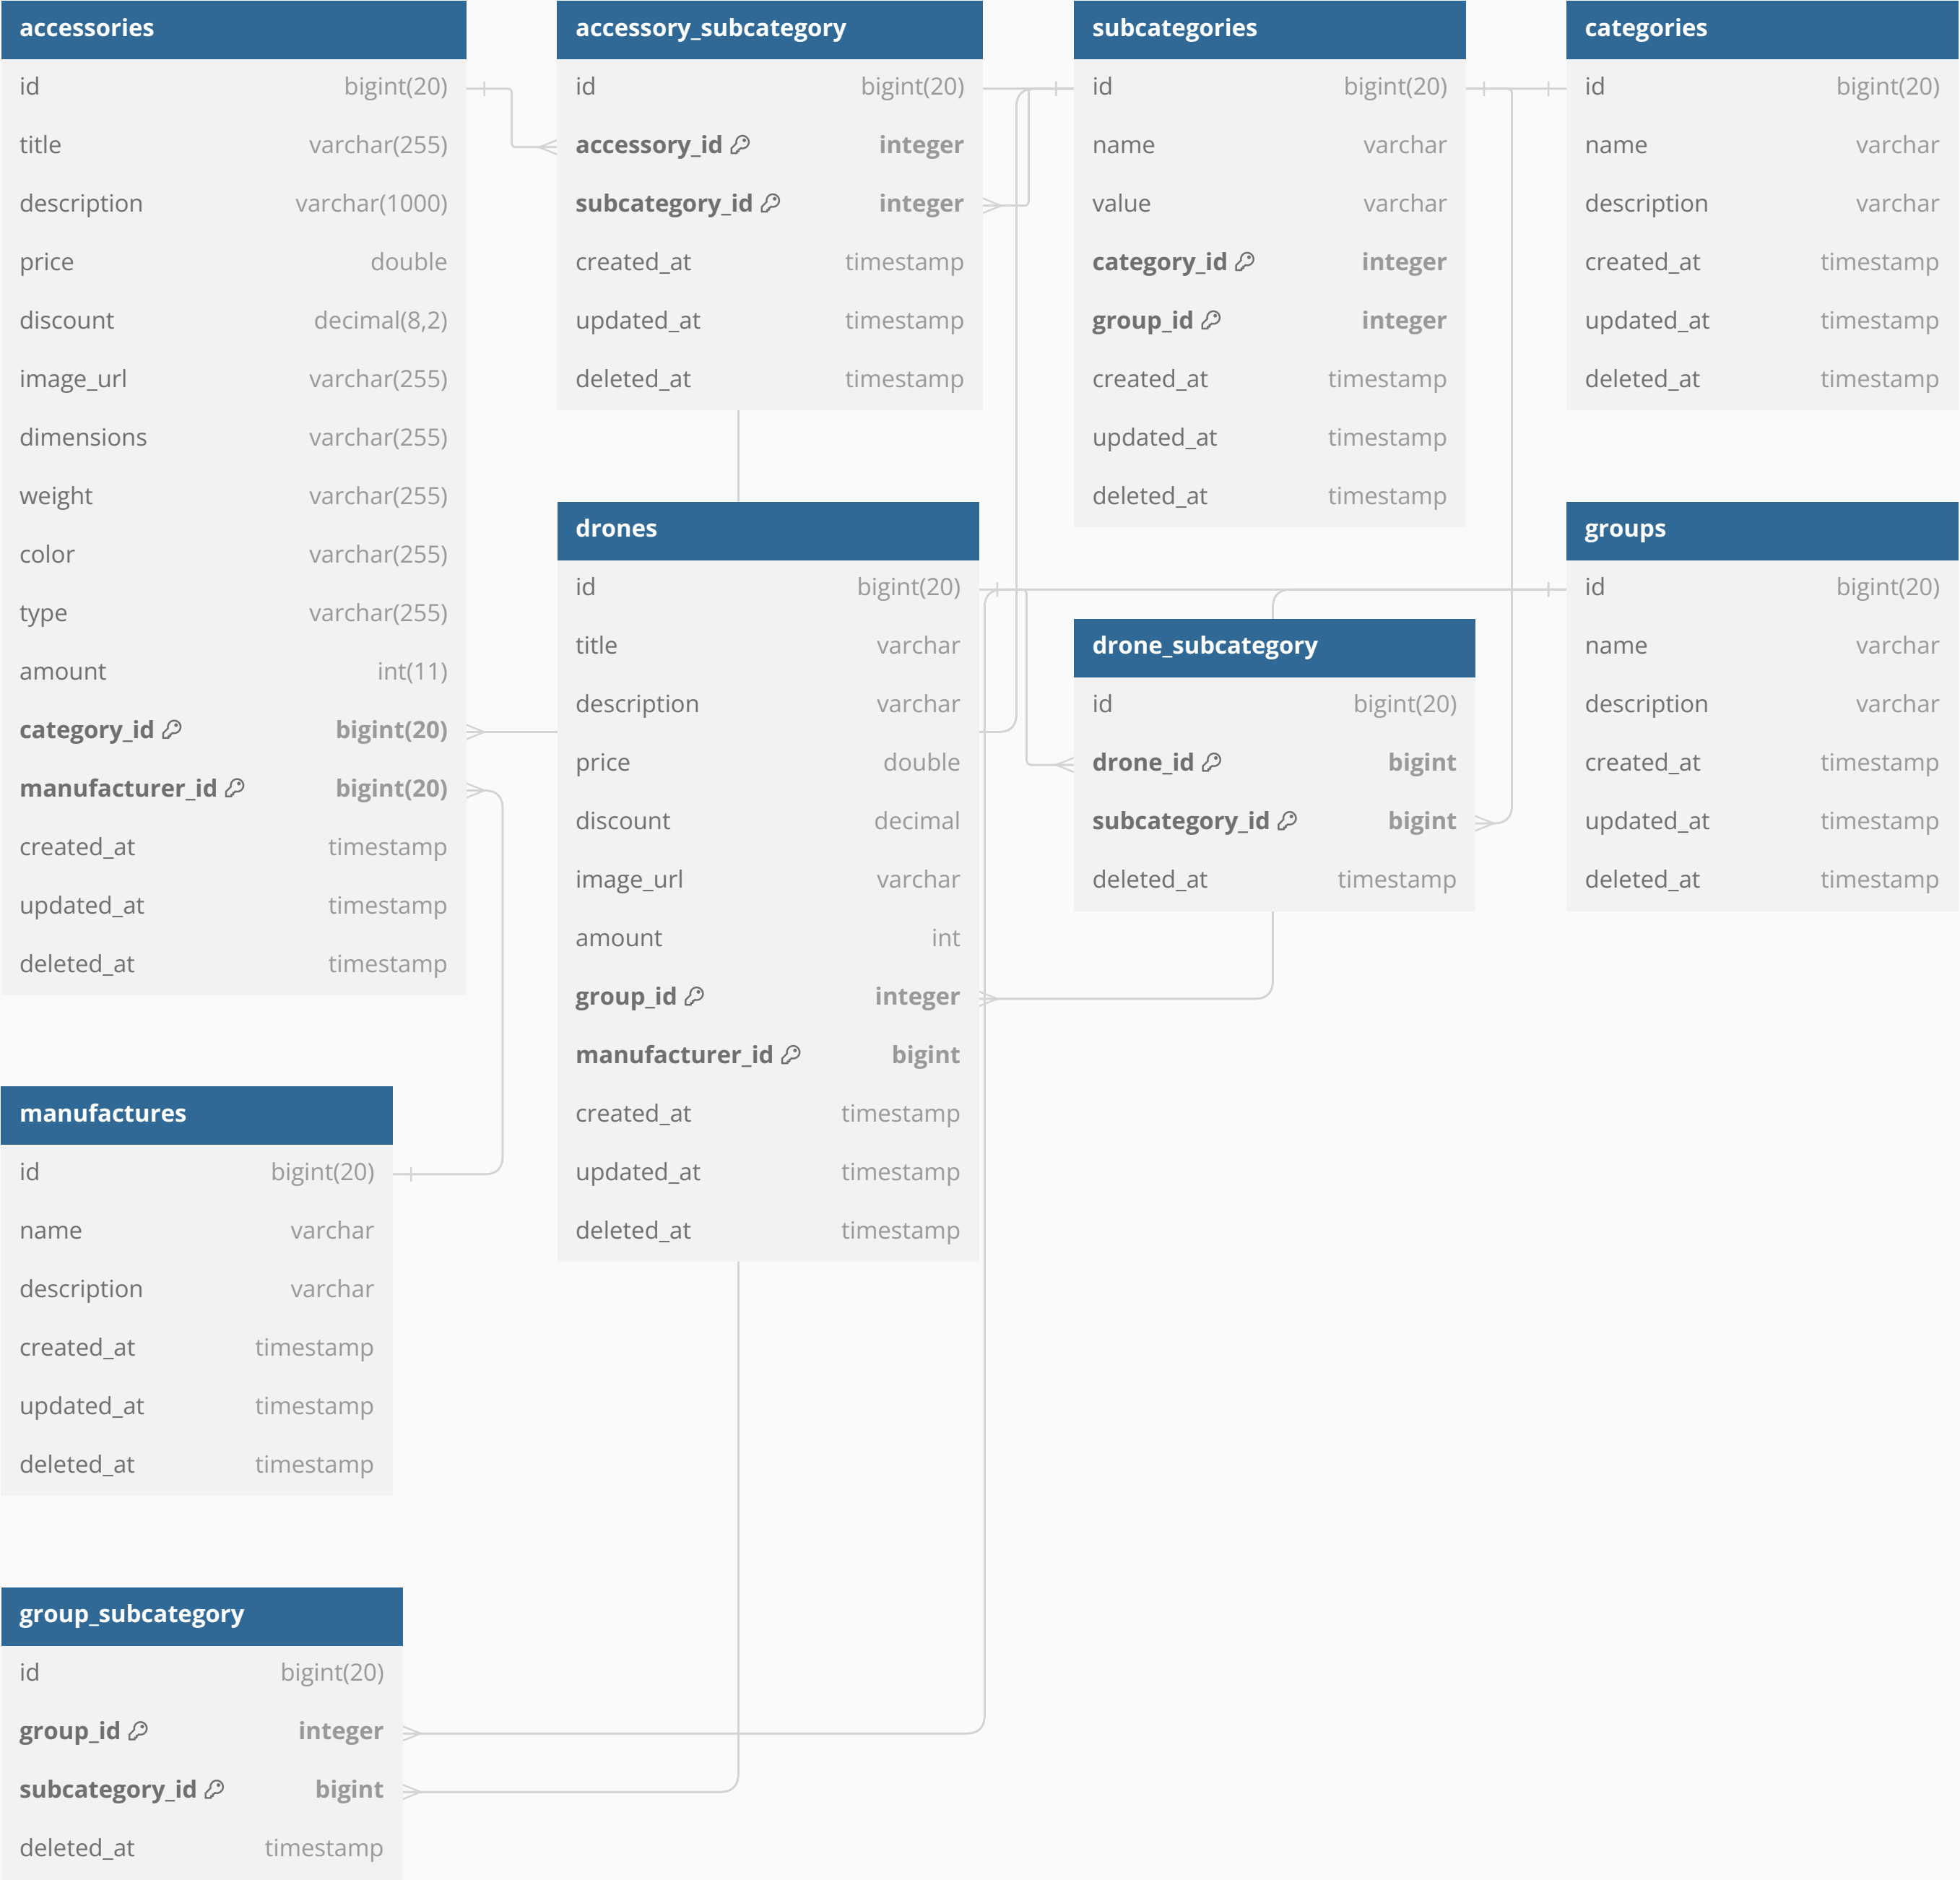 accessories
id bigint(20)
title varchar(255)
description varchar(1000)
price double
discount decimal(8,2)
image_url varchar(255)
dimensions varchar(255)
weight varchar(255)
color varchar(255)
type varchar(255)
amount int(11)
category_id bigint(20)
manufacturer_id bigint(20)
created_at timestamp
updated_at timestamp
deleted_at timestamp
accessory_subcategory
id bigint(20)
accessory_id integer
subcategory_id integer
created_at timestamp
updated_at timestamp
deleted_at timestamp
subcategories
id bigint(20)
name varchar
value varchar
category_id integer
group_id integer
created_at timestamp
updated_at timestamp
deleted_at timestamp
categories
id bigint(20)
name varchar
description varchar
created_at timestamp
updated_at timestamp
deleted_at timestamp
drones
id bigint(20)
title varchar
description varchar
price double
discount decimal
image_url varchar
amount int
group_id integer
manufacturer_id bigint
created_at timestamp
updated_at timestamp
deleted_at timestamp
drone_subcategory
id bigint(20)
drone_id bigint
subcategory_id bigint
deleted_at timestamp
groups
id bigint(20)
name varchar
description varchar
created_at timestamp
updated_at timestamp
deleted_at timestamp
manufactures
id bigint(20)
name varchar
description varchar
created_at timestamp
updated_at timestamp
deleted_at timestamp
group_subcategory
id bigint(20)
group_id integer
subcategory_id bigint
deleted_at timestamp